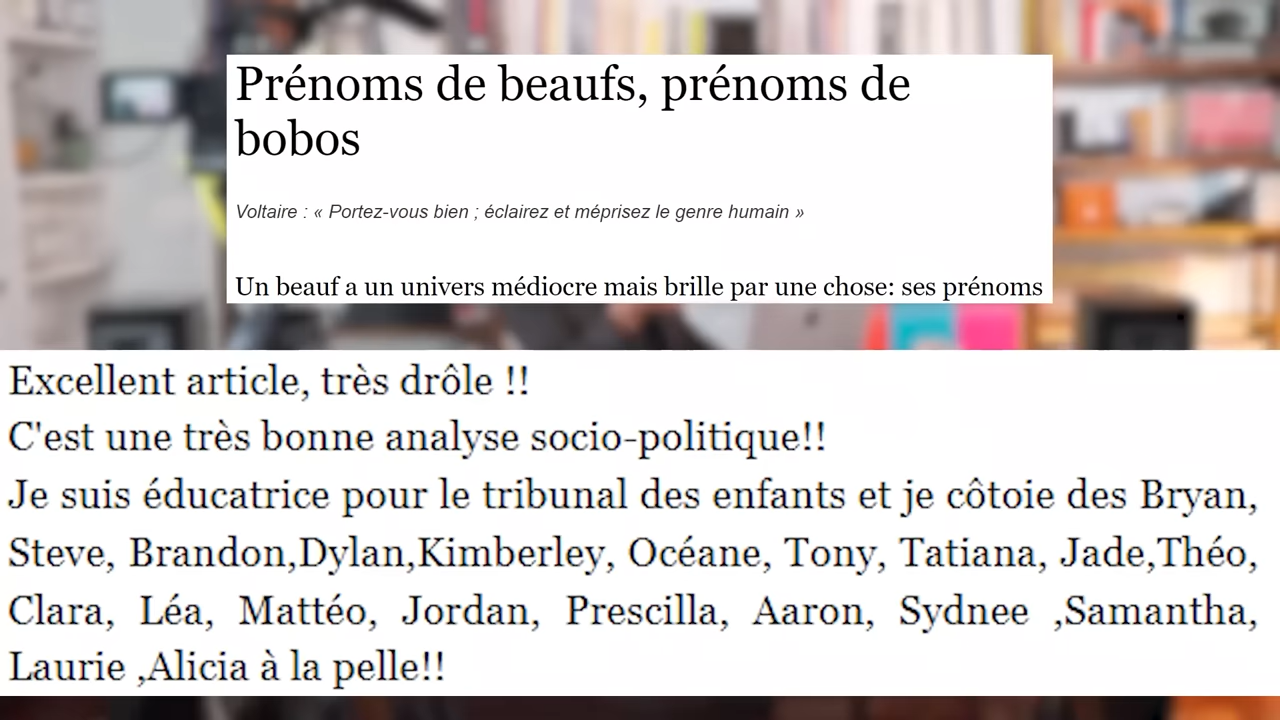 Prénoms de beaufs, prénoms de
bobos
Voltaire : « Portez-vous bien ; éclairez et méprisez le genre humain »
Un beauf a un univers médiocre mais brille par une chose: ses prénoms
Excellent article, très drôle !!
C'est une très bonne analyse socio-politique!!
Je suis éducatrice pour le tribunal des enfants et je côtoie des Bryan,
Steve, Brandon,Dylan,Kimberley, Océane, Tony, Tatiana, Jade,Théo,
Clara, Léa, Mattéo, Jordan, Prescilla, Aaron, Sydnee ,Samantha,
Laurie ,Alicia à la pelle!!